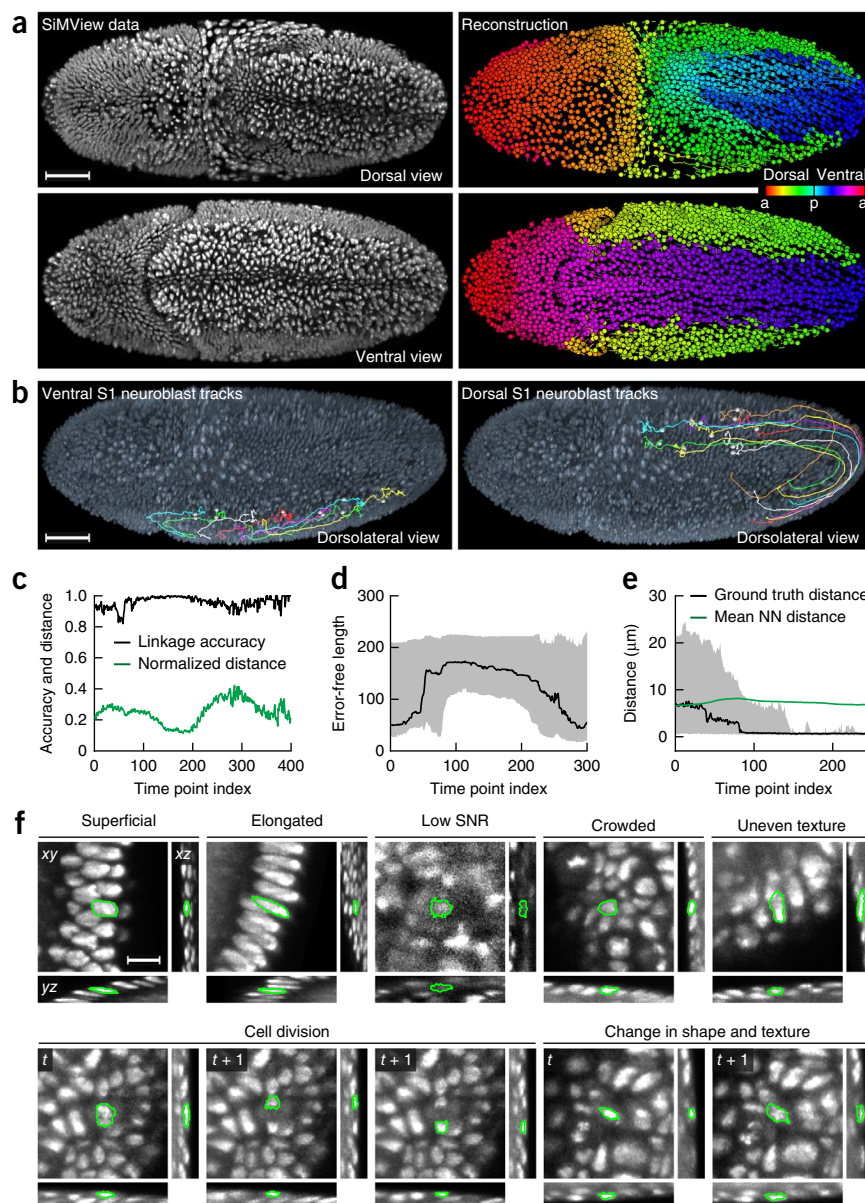 a
SiMView data
Dorsal view
Reconstruction
Dorsal Ventral
a p a
Ventral view
b
Ventral S1 neuroblast tracks
Dorsolateral view
Dorsal S1 neuroblast tracks
Dorsolateral view
c
Accuracy and distance
1.0
0.8
0.6
0.4
0.2
0
Linkage accuracy
Normalized distance
0 100 200 300 400
Time point index
d
Error-free length
300
200
100
0
0 100 200 300
Time point index
e
Distance (μm)
30
20
10
0
Ground truth distance
Mean NN distance
0 100 200
Time point index
f
Superficial
Elongated
Low SNR
Crowded
Uneven texture
xy
xz
yz
Cell division
Change in shape and texture
t
t + 1
t + 1
t
t + 1